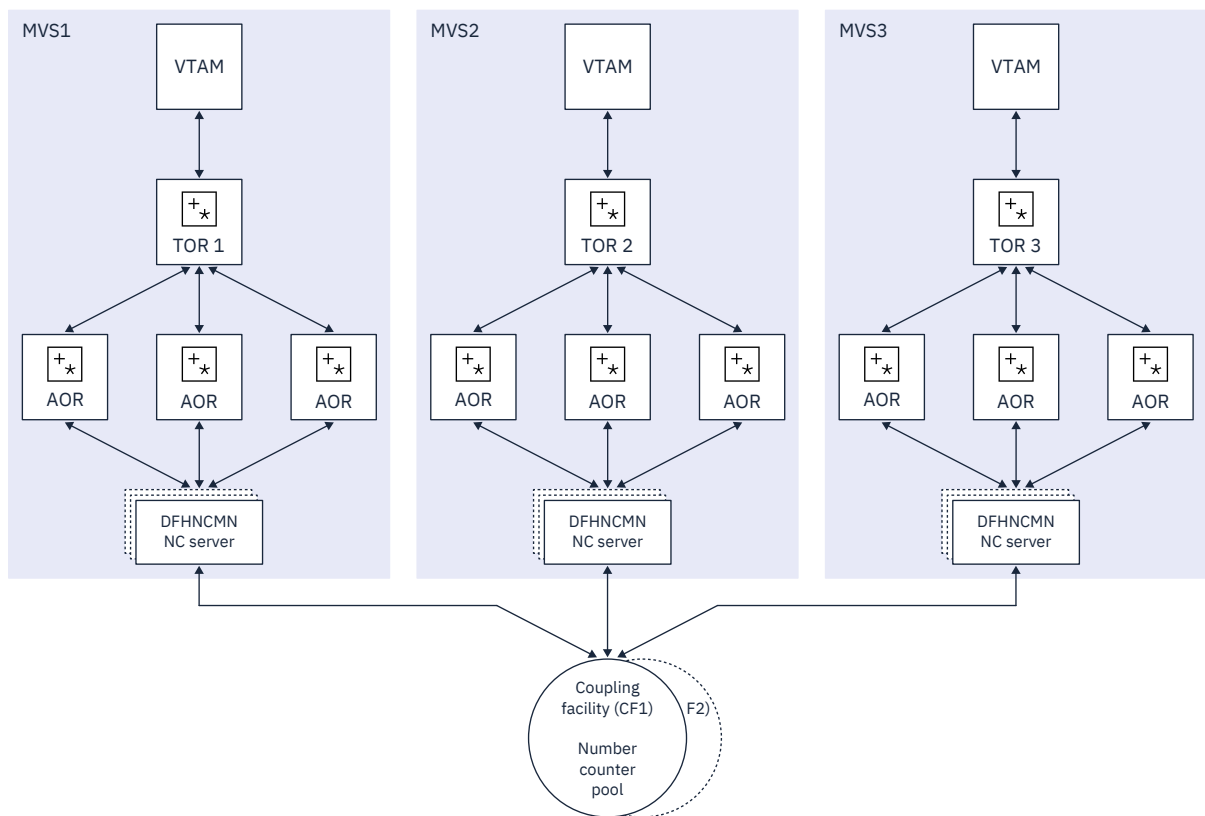 MVS1
MVS2
MVS3
VTAM
VTAM
VTAM
+*
TOR 1
+*
TOR 2
+*
TOR 3
+*
AOR
+*
AOR
+*
AOR
+*
AOR
+*
AOR
+*
AOR
+*
AOR
+*
AOR
+*
AOR
DFHNCMN
NC server
DFHNCMN
NC server
DFHNCMN
NC server
Coupling
facility (CF1)
F2)
Number
counter
pool